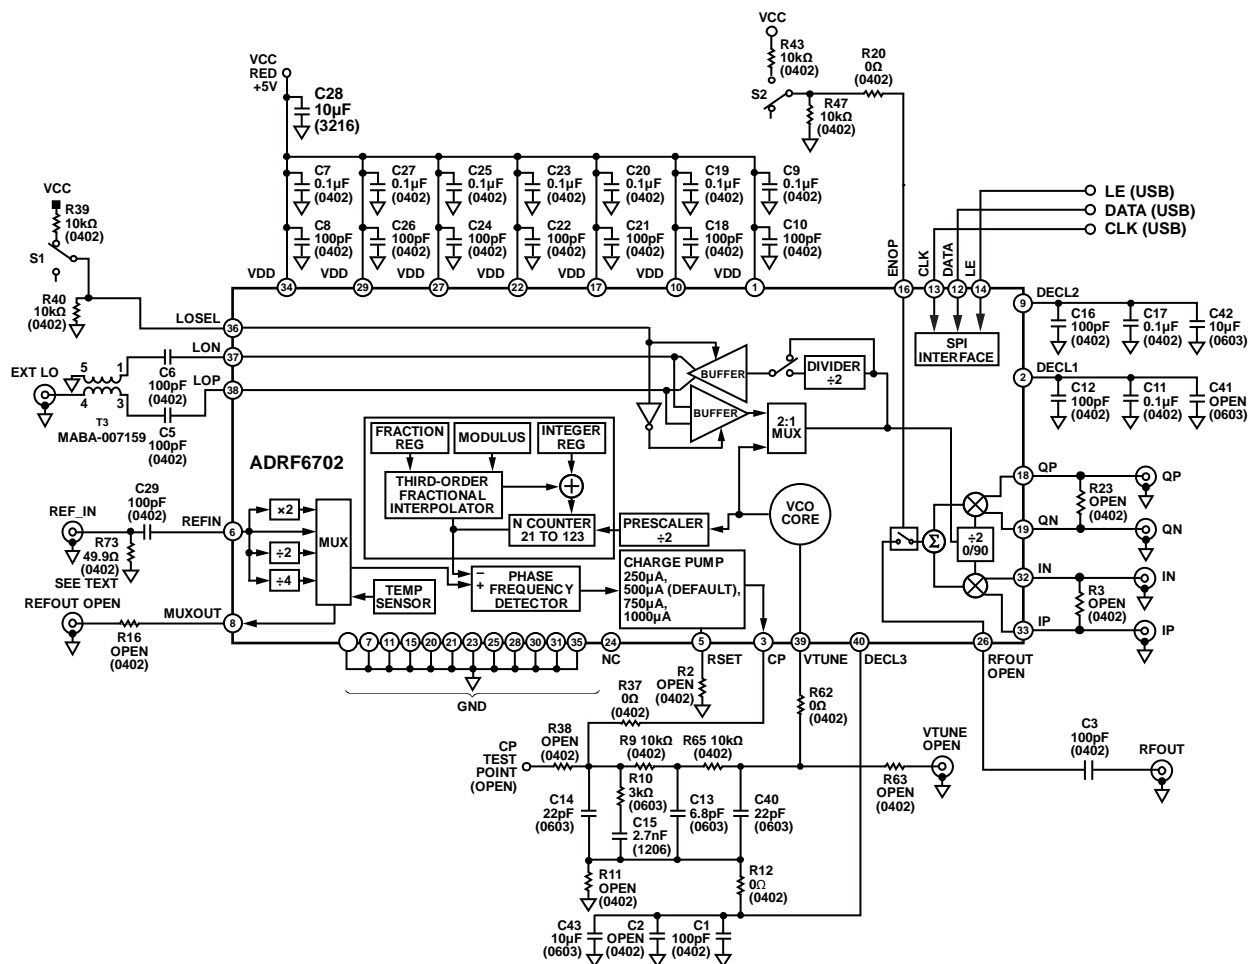 VCC
R43
10kΩ
(0402)
R20
0Ω
(0402)
S2
R47
10kΩ
(0402)
VCC
RED
+5V
C28
10µF
(3216)
C7
0.1µF
(0402)
C27
0.1µF
(0402)
C25
0.1µF
(0402)
C23
0.1µF
(0402)
C20
0.1µF
(0402)
C19
0.1µF
(0402)
C9
0.1µF
(0402)
C8
100pF
(0402)
C26
100pF
(0402)
C24
100pF
(0402)
C22
100pF
(0402)
C21
100pF
(0402)
C18
100pF
(0402)
C10
100pF
(0402)
VDD
VDD
VDD
VDD
VDD
VDD
VDD
34
29
27
22
17
10
1
VCC
R39
10kΩ
(0402)
S1
R40
10kΩ
(0402)
LE (USB)
DATA (USB)
CLK (USB)
ENOP
CLK
DATA
LE
16
13
12
14
SPI
INTERFACE
9
DECL2
C16
100pF
(0402)
C17
0.1µF
(0402)
C42
10µF
(0603)
2
DECL1
C12
100pF
(0402)
C11
0.1µF
(0402)
C41
OPEN
(0603)
LOSEL
36
LON
37
LOP
38
EXT LO
5
1
4
3
C6
100pF
(0402)
C5
100pF
(0402)
T3
MABA-007159
BUFFER
DIVIDER
÷2
BUFFER
2:1
MUX
ADRF6702
FRACTION
REG
MODULUS
INTEGER
REG
THIRD-ORDER
FRACTIONAL
INTERPOLATOR
+
N COUNTER
21 TO 123
PRESCALER
÷2
VCO
CORE
C29
100pF
(0402)
REF_IN
REFIN
6
R73
49.9Ω
(0402)
SEE TEXT
×2
÷2
÷4
MUX
TEMP
SENSOR
–
+
PHASE
FREQUENCY
DETECTOR
CHARGE PUMP
250µA,
500µA (DEFAULT),
750µA,
1000µA
REFOUT OPEN
MUXOUT
8
R16
OPEN
(0402)
Σ
÷2
0/90
18
QP
R23
OPEN
(0402)
QP
19
QN
QN
32
IN
R3
OPEN
(0402)
IN
33
IP
IP
7
11
15
20
21
23
25
28
30
31
35
24
5
3
39
40
26
NC
RSET
CP
VTUNE
DECL3
RFOUT
OPEN
GND
R2
OPEN
(0402)
R37
0Ω
(0402)
R62
0Ω
(0402)
R38
OPEN
(0402)
CP
TEST
POINT
(OPEN)
R9 10kΩ
(0402)
R65 10kΩ
(0402)
R10
3kΩ
(0603)
C14
22pF
(0603)
C15
2.7nF
(1206)
C13
6.8pF
(0603)
C40
22pF
(0603)
R63
OPEN
(0402)
VTUNE
OPEN
C3
100pF
(0402)
RFOUT
R11
OPEN
(0402)
R12
0Ω
(0402)
C43
10µF
(0603)
C2
OPEN
(0402)
C1
100pF
(0402)